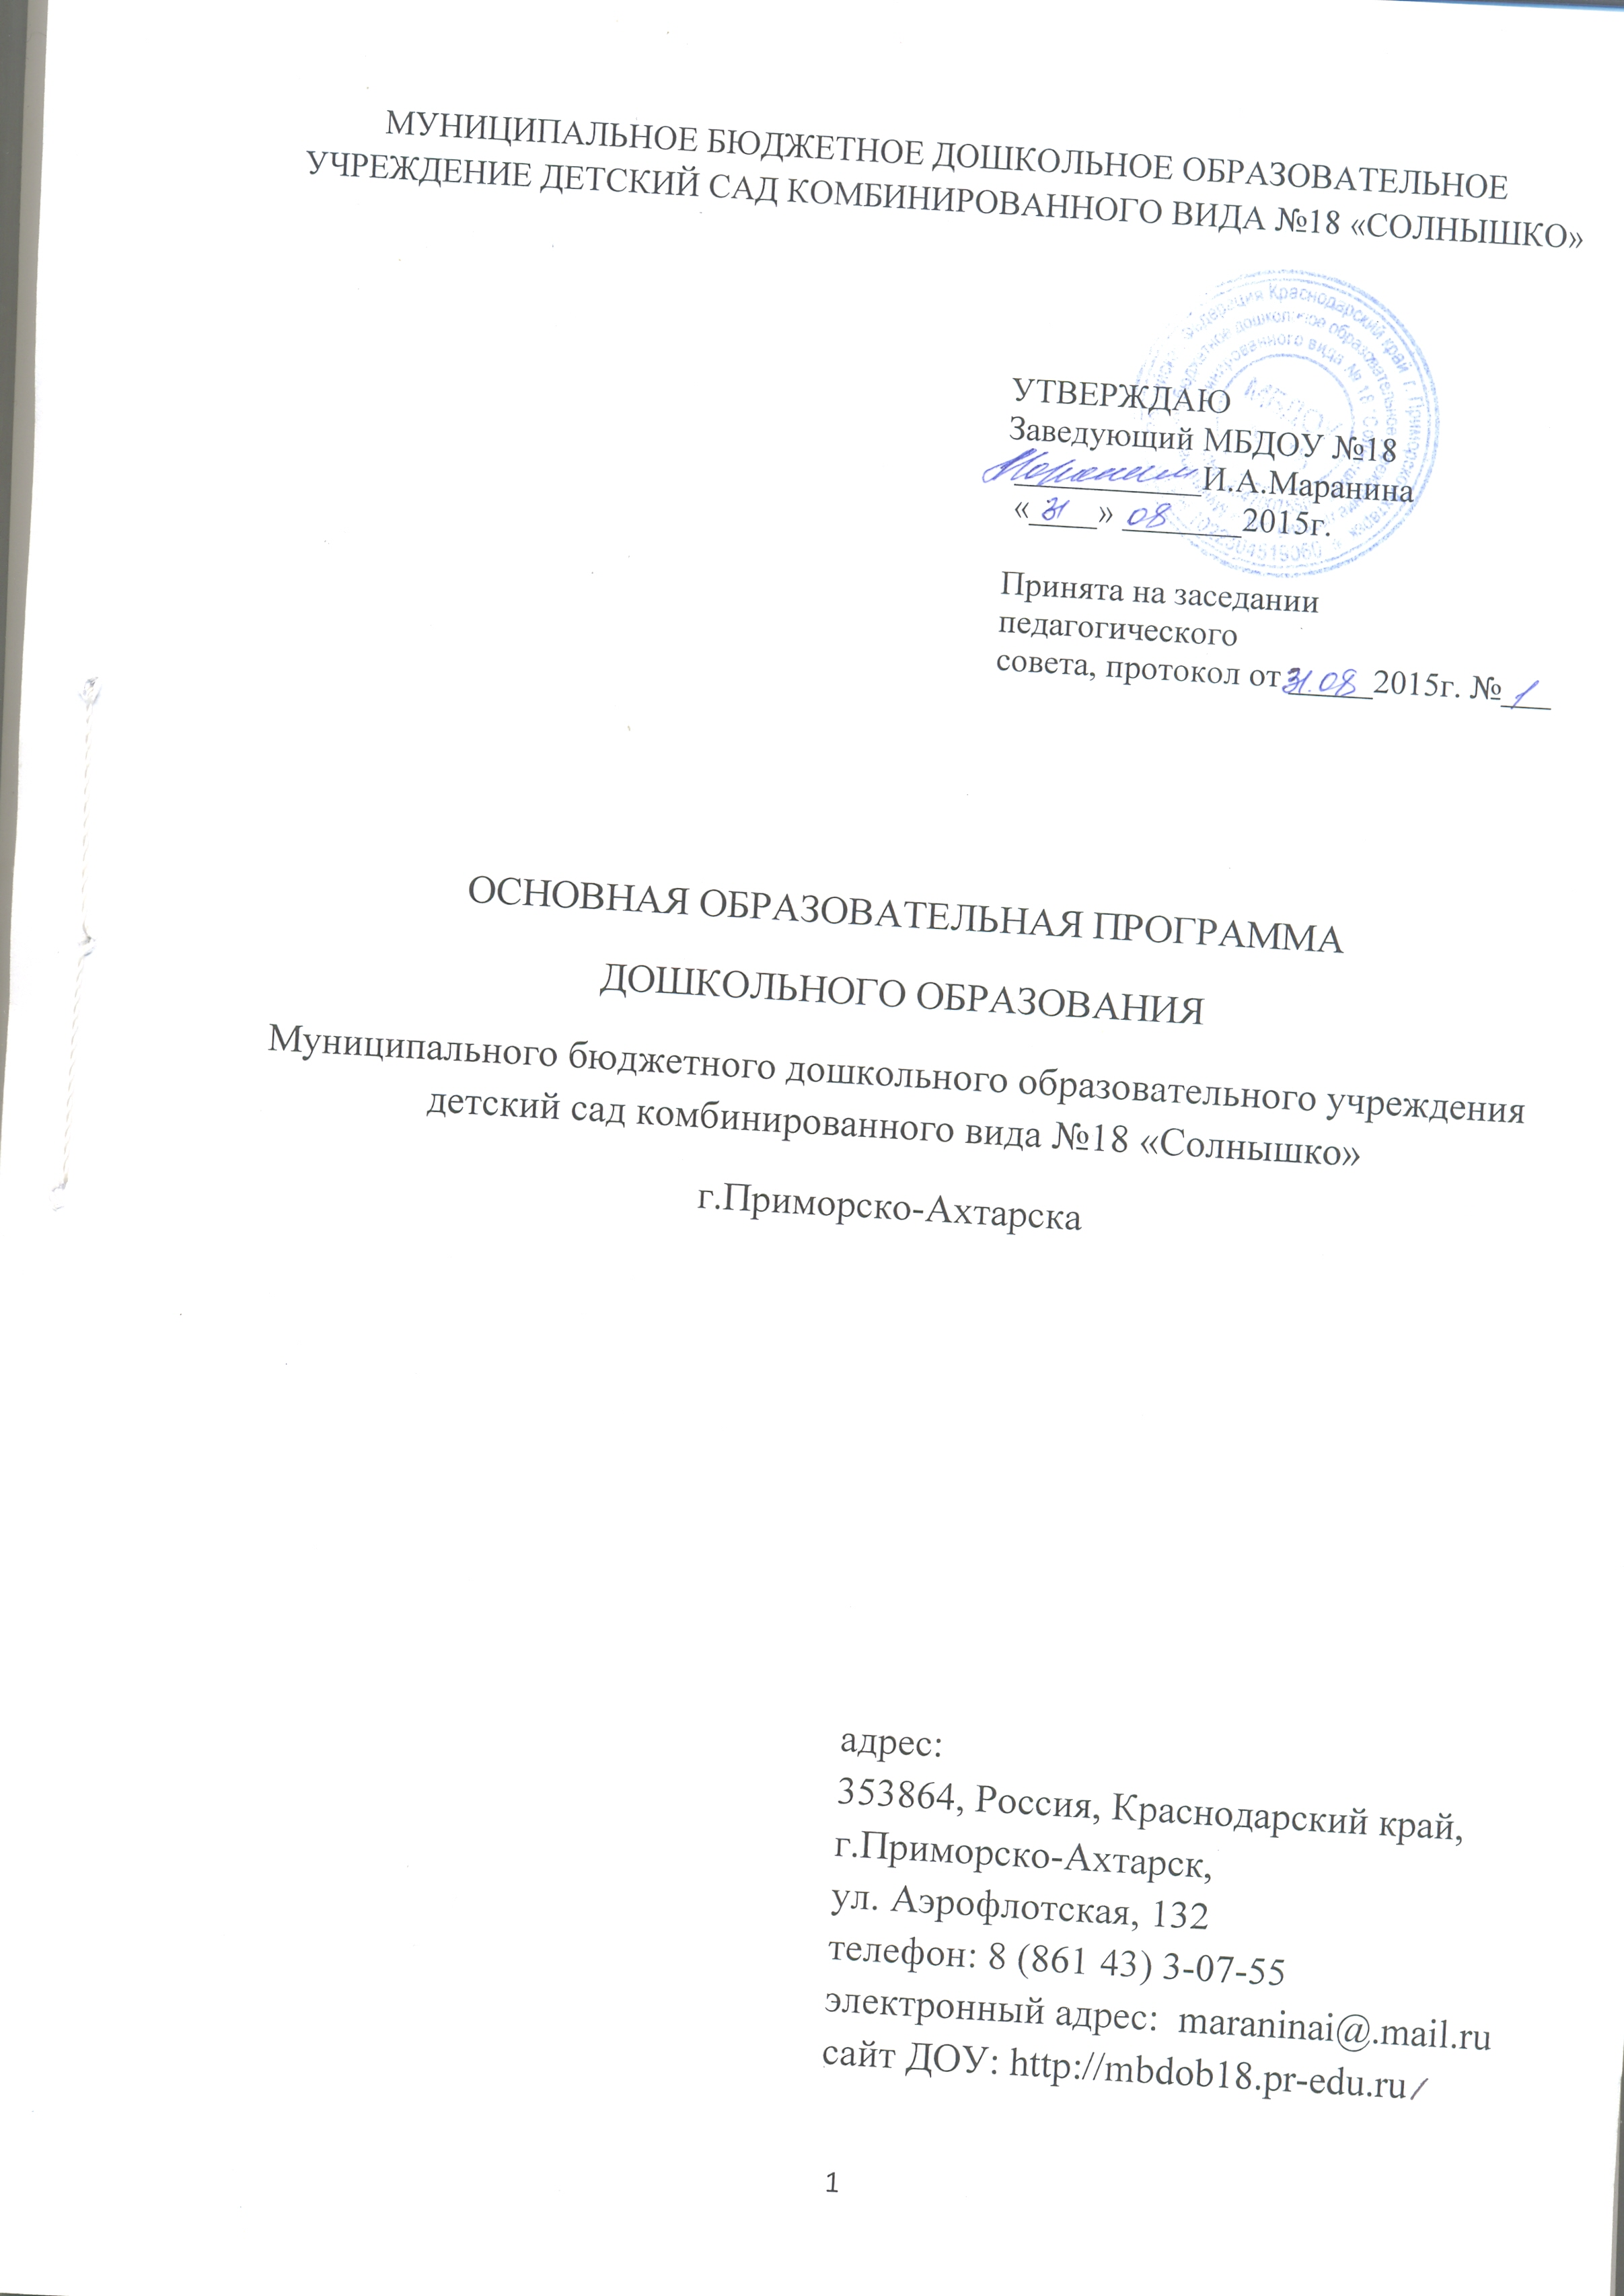 МУНИЦИПАЛЬНОЕ БЮДЖЕТНОЕ ДОШКОЛЬНОЕ ОБРАЗОВАТЕЛЬНОЕ
УЧРЕЖДЕНИЕ ДЕТСКИЙ САД КОМБИНИРОВАННОГО ВИДА №18 «СОЛНЫШКО»
УТВЕРЖДАЮ
Заведующий МБДОУ №18
И.А.Маранина
«31» 08 2015г.
Принята на заседании
педагогического
совета, протокол от 31.08 2015г. № 1
ОСНОВНАЯ ОБРАЗОВАТЕЛЬНАЯ ПРОГРАММА
ДОШКОЛЬНОГО ОБРАЗОВАНИЯ
Муниципального бюджетного дошкольного образовательного учреждения
детский сад комбинированного вида №18 «Солнышко»
г.Приморско-Ахтарска
адрес:
353864, Россия, Краснодарский край,
г.Приморско-Ахтарск,
ул. Аэрофлотская, 132
телефон: 8 (861 43) 3-07-55
электронный адрес: maraninai@.mail.ru
сайт ДОУ: http://mbdob18.pr-edu.ru/
1